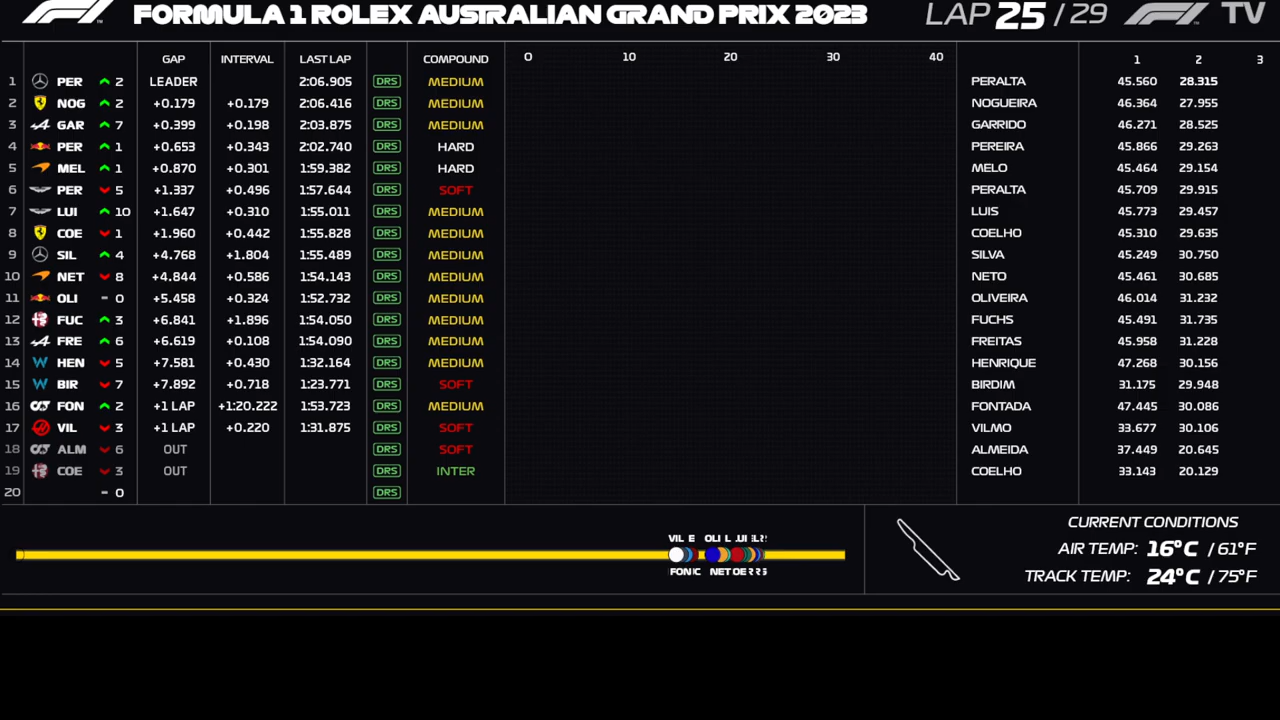 FORMULA 1 ROLEX AUSTRALIAN GRAND PRIX 2023 LAP 25/29 F1 TV
GAP INTERVAL LAST LAP COMPOUND 0 10 20 30 40 1 2 3
1 PER 2 LEADER 2:06.905 DRS MEDIUM PERALTA 45.560 28.315
2 NOG 2 +0.179 +0.179 2:06.416 DRS MEDIUM NOGUEIRA 46.364 27.955
3 GAR 7 +0.399 +0.198 2:03.875 DRS MEDIUM GARRIDO 46.271 28.525
4 PER 1 +0.653 +0.343 2:02.740 DRS HARD PEREIRA 45.866 29.263
5 MEL 1 +0.870 +0.301 1:59.382 DRS HARD MELO 45.464 29.154
6 PER 5 +1.337 +0.496 1:57.644 DRS SOFT PERALTA 45.709 29.915
7 LUI 10 +1.647 +0.310 1:55.011 DRS MEDIUM LUIS 45.773 29.457
8 COE 1 +1.960 +0.442 1:55.828 DRS MEDIUM COELHO 45.310 29.635
9 SIL 4 +4.768 +1.804 1:55.489 DRS MEDIUM SILVA 45.249 30.750
10 NET 8 +4.844 +0.586 1:54.143 DRS MEDIUM NETO 45.461 30.685
11 OLI - 0 +5.458 +0.324 1:52.732 DRS MEDIUM OLIVEIRA 46.014 31.232
12 FUC 3 +6.841 +1.896 1:54.050 DRS MEDIUM FUCHS 45.491 31.735
13 FRE 6 +6.619 +0.108 1:54.090 DRS MEDIUM FREITAS 45.958 31.228
14 HEN 5 +7.581 +0.430 1:32.164 DRS MEDIUM HENRIQUE 47.268 30.156
15 BIR 7 +7.892 +0.718 1:23.771 DRS SOFT BIRDIM 31.175 29.948
16 FON 2 +1 LAP +1:20.222 1:53.723 DRS MEDIUM FONTADA 47.445 30.086
17 VIL 3 +1 LAP +0.220 1:31.875 DRS SOFT VILMO 33.677 30.106
18 ALM 6 OUT DRS SOFT ALMEIDA 37.449 20.645
19 COE 3 OUT DRS INTER COELHO 33.143 20.129
20 - 0 DRS
VIL E OLI L
FON NET
CURRENT CONDITIONS
AIR TEMP: 16°C / 61°F
TRACK TEMP: 24°C / 75°F